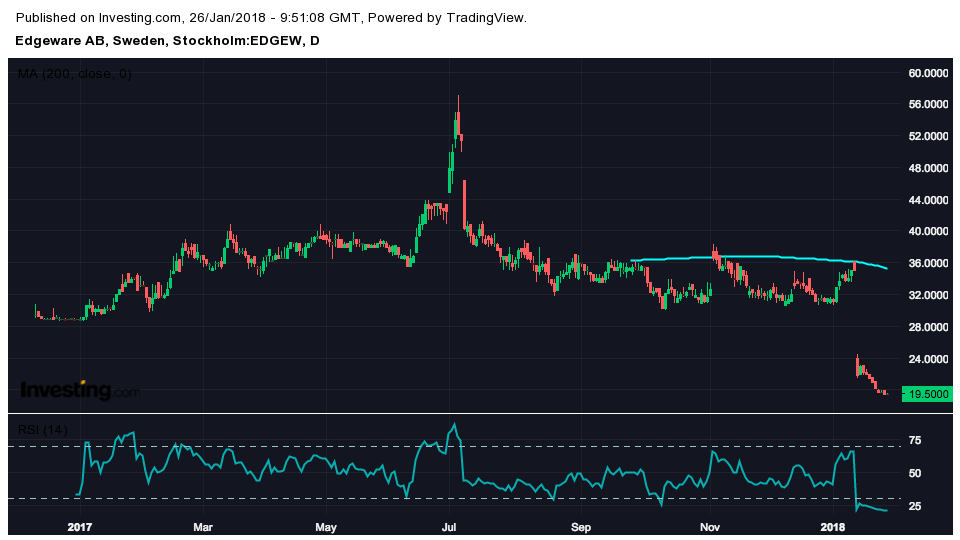 Published on Investing.com, 26/Jan/2018 - 9:51:08 GMT, Powered by TradingView.
Edgeware AB, Sweden, Stockholm:EDGEW, D
MA (200, close, 0)
60.0000
56.0000
52.0000
48.0000
44.0000
40.0000
36.0000
32.0000
28.0000
24.0000
19.5000
Investing.com
RSI (14)
75
50
25
2017 Mar May Jul Sep Nov 2018